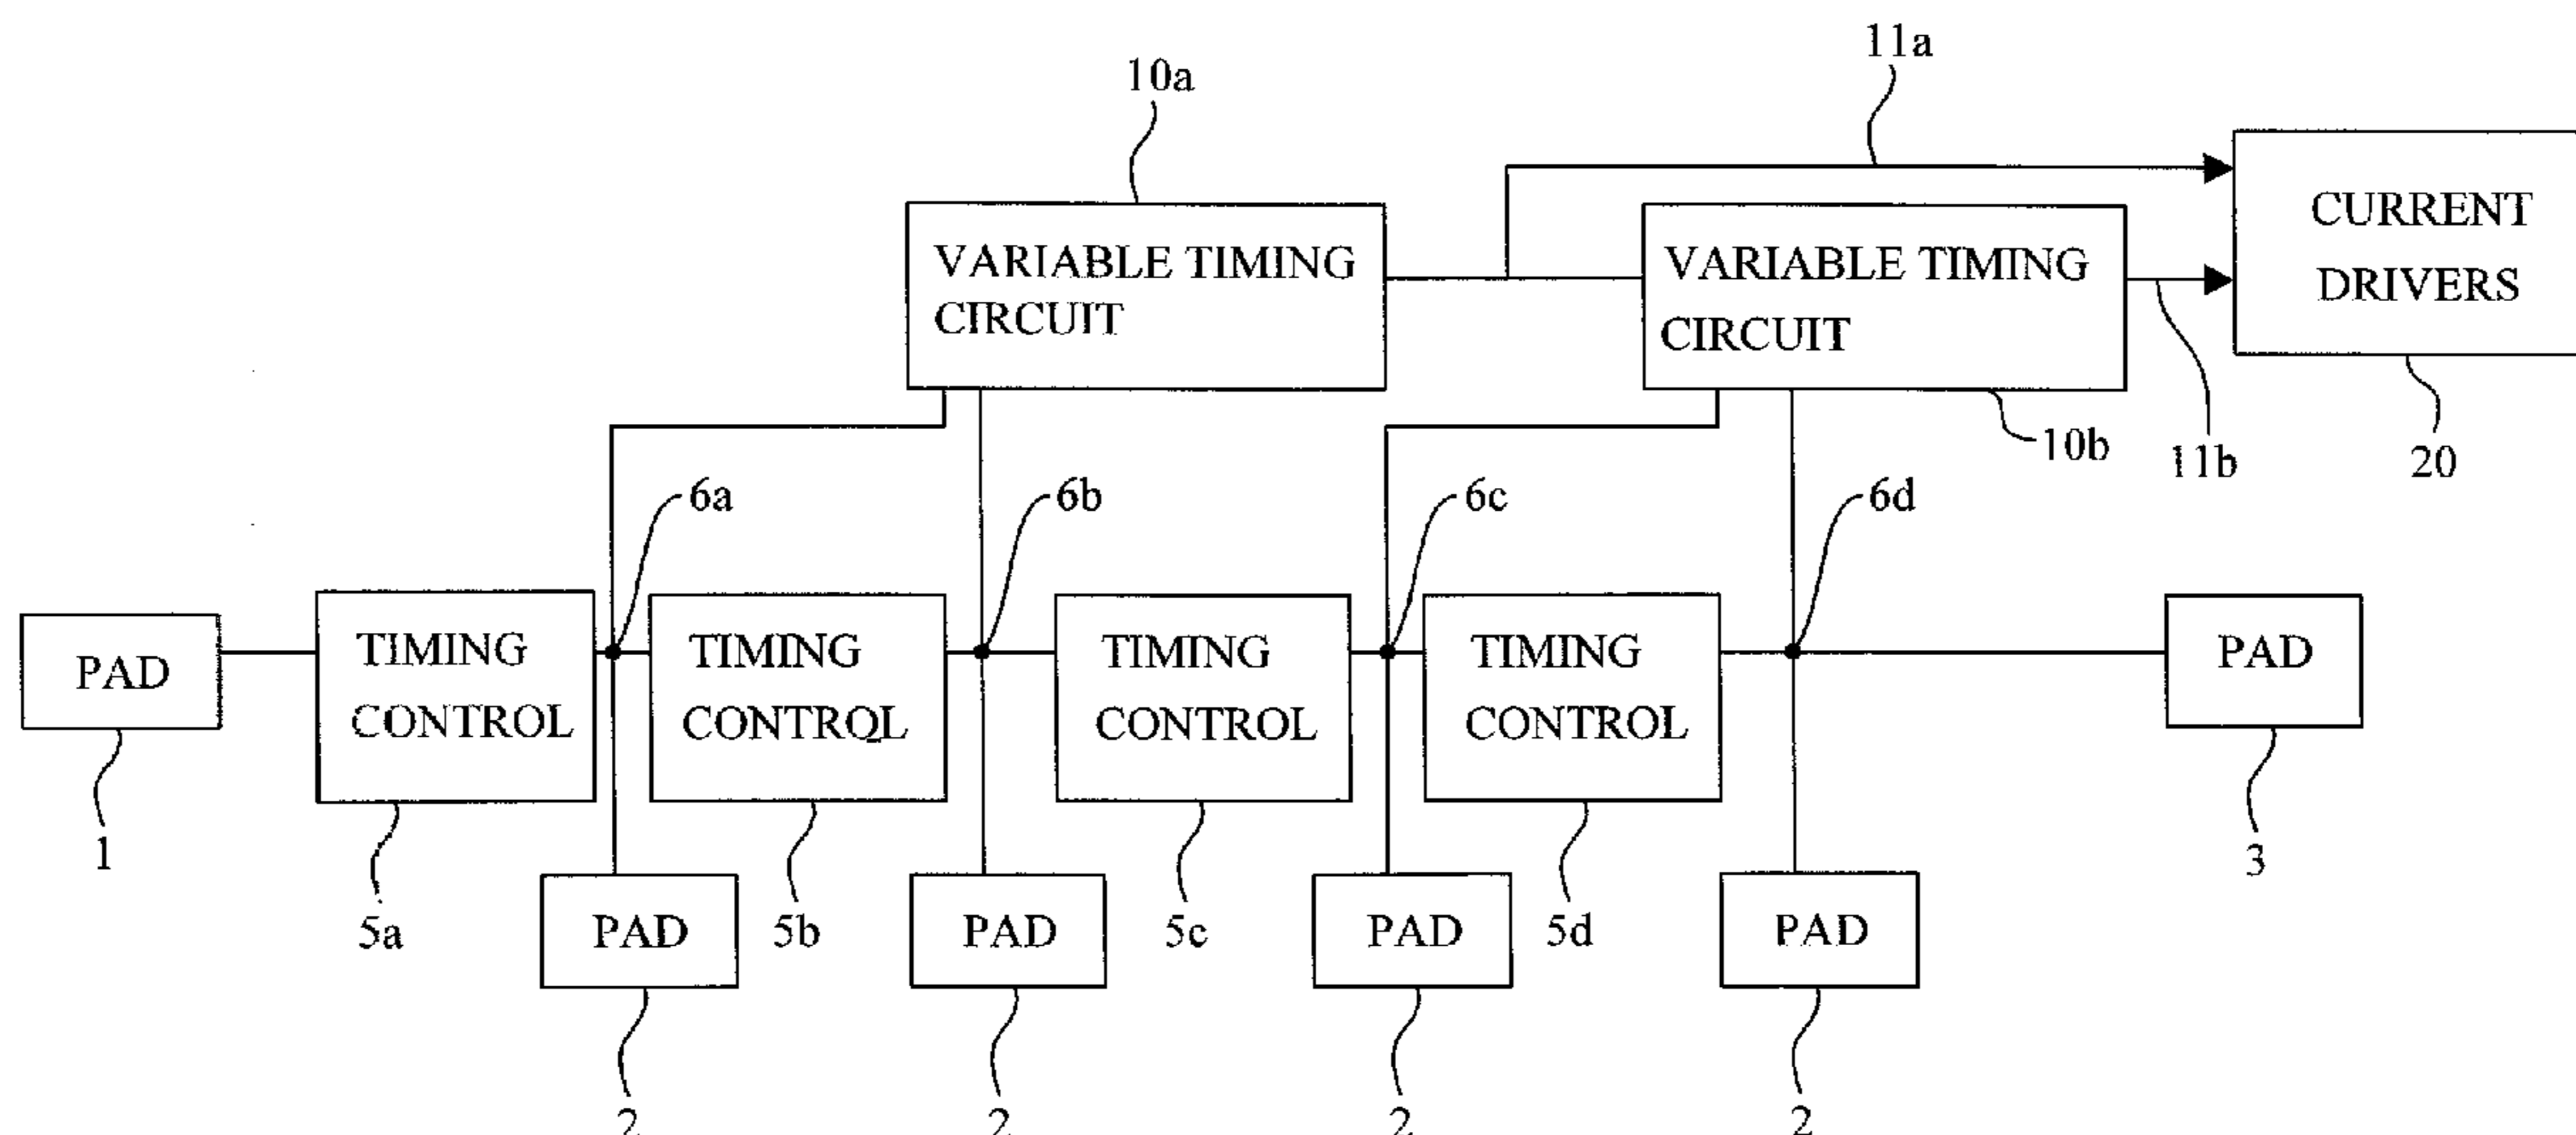 11a
10a
CURRENT
DRIVERS
VARIABLE TIMING
CIRCUIT
VARIABLE TIMING
CIRCUIT
10b
11b
20
6a
6b
6c
6d
PAD
TIMING
CONTROL
TIMING
CONTROL
TIMING
CONTROL
TIMING
CONTROL
PAD
1
3
5a
PAD
5b
PAD
5c
PAD
5d
PAD
2
2
2
2